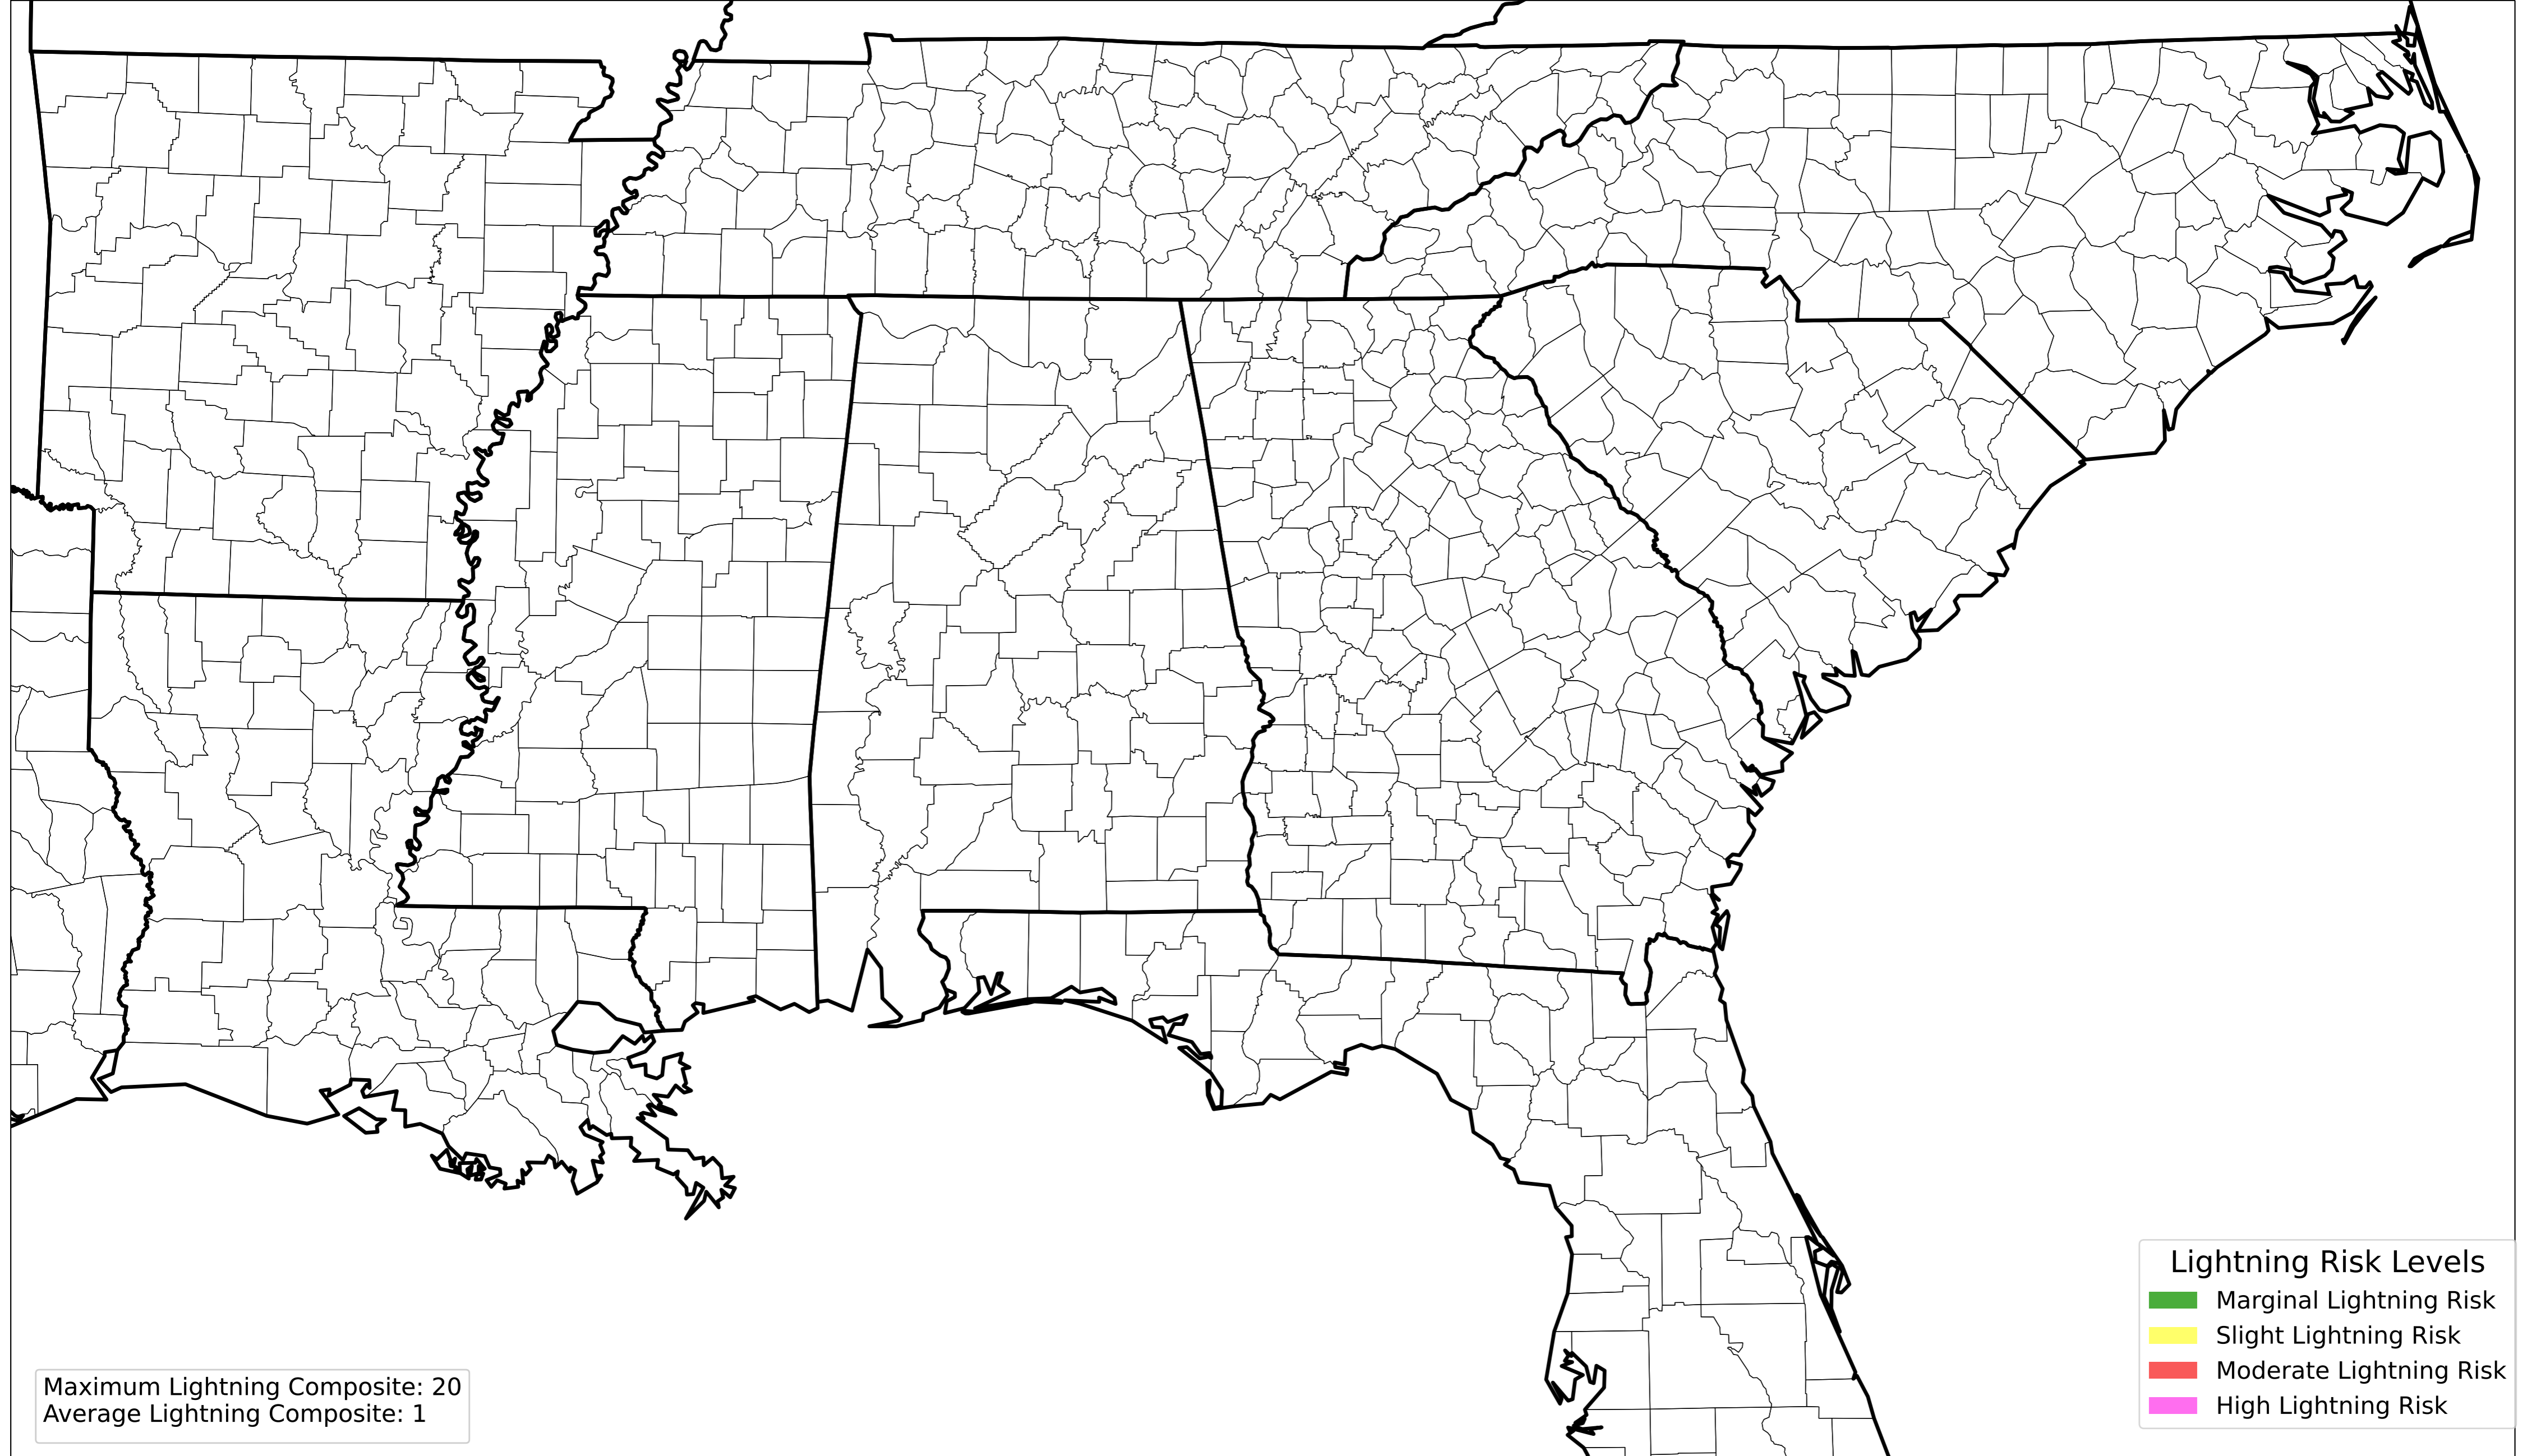 Lightning Risk Levels
Marginal Lightning Risk
Slight Lightning Risk
Moderate Lightning Risk
High Lightning Risk
Maximum Lightning Composite: 20
Average Lightning Composite: 1